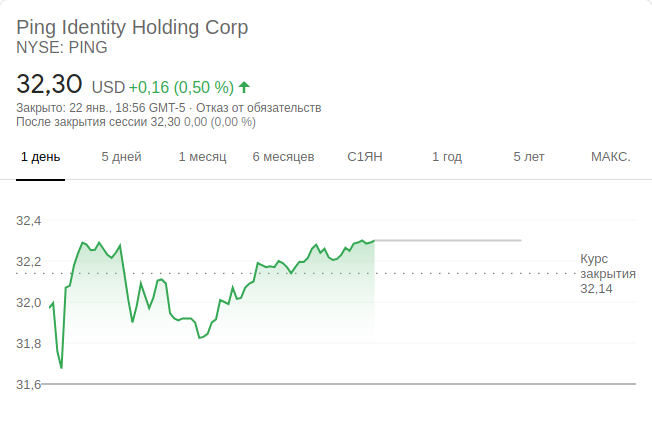 Ping Identity Holding Corp
NYSE: PING
32,30 USD +0,16 (0,50 %)
Закрыто: 22 янв., 18:56 GMT-5 · Отказ от обязательств
После закрытия сессии 32,30 0,00 (0,00 %)
1 день 5 дней 1 месяц 6 месяцев С1ЯН 1 год 5 лет МАКС.
32,4
32,2
32,0
31,8
31,6
Курс
закрытия
32,14